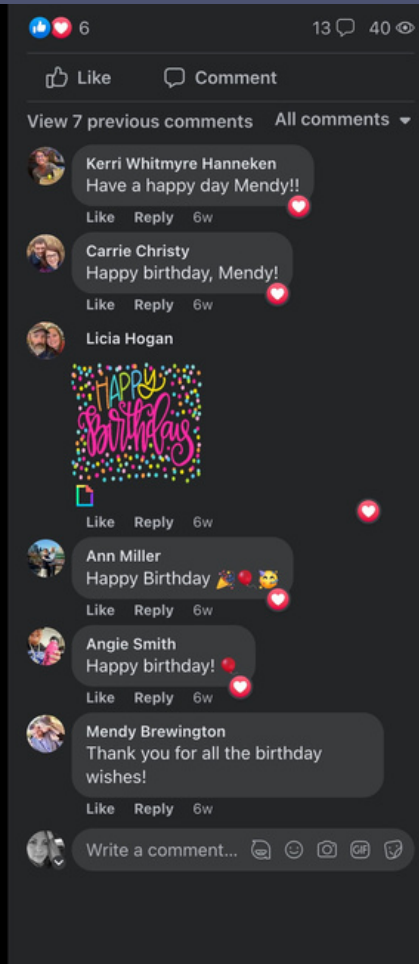 6 13 40
Like Comment
View 7 previous comments All comments
Kerri Whitmyre Hanneken
Have a happy day Mendy!!
Like Reply 6w
Carrie Christy
Happy birthday, Mendy!
Like Reply 6w
Licia Hogan
HAPPY
Birthday
Like Reply 6w
Ann Miller
Happy Birthday 🎉🎈🥳
Like Reply 6w
Angie Smith
Happy birthday! 🎈
Like Reply 6w
Mendy Brewington
Thank you for all the birthday
wishes!
Like Reply 6w
Write a comment... GIF